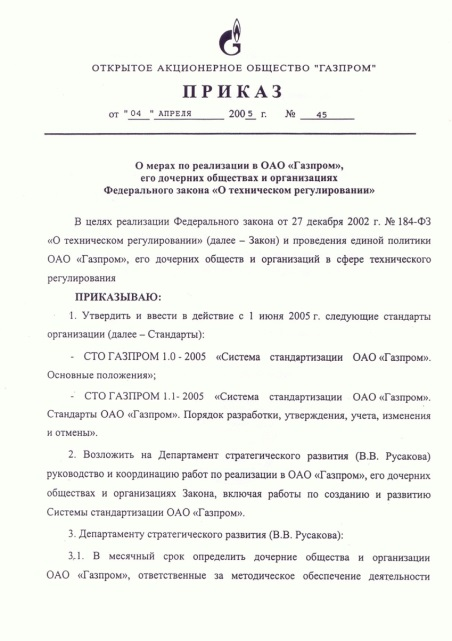 ОТКРЫТОЕ АКЦИОНЕРНОЕ ОБЩЕСТВО "ГАЗПРОМ"
ПРИКАЗ
от "04 " АПРЕЛЯ 2005 г. № 45
О мерах по реализации в ОАО «Газпром»,
его дочерних обществах и организациях
Федерального закона «О техническом регулировании»
В целях реализации Федерального закона от 27 декабря 2002 г. № 184-ФЗ
«О техническом регулировании» (далее – Закон) и проведения единой политики
ОАО «Газпром», его дочерних обществ и организаций в сфере технического
регулирования
ПРИКАЗЫВАЮ:
1. Утвердить и ввести в действие с 1 июня 2005 г. следующие стандарты
организации (далее – Стандарты):
- СТО ГАЗПРОМ 1.0 - 2005 «Система стандартизации ОАО «Газпром».
Основные положения»;
- СТО ГАЗПРОМ 1.1- 2005 «Система стандартизации ОАО «Газпром».
Стандарты ОАО «Газпром». Порядок разработки, утверждения, учета, изменения
и отмены».
2. Возложить на Департамент стратегического развития (В.В. Русакова)
руководство и координацию работ по реализации в ОАО «Газпром», его дочерних
обществах и организациях Закона, включая работы по созданию и развитию
Системы стандартизации ОАО «Газпром».
3. Департаменту стратегического развития (В.В. Русакова):
3.1. В месячный срок определить дочерние общества и организации
ОАО «Газпром», ответственные за методическое обеспечение деятельности